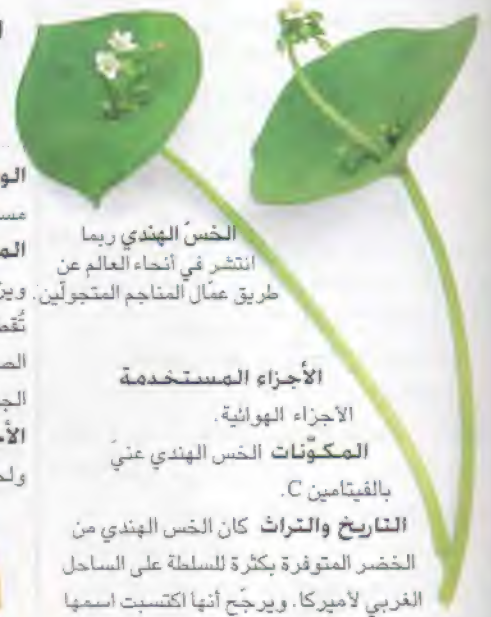 الخسّ الهندي ربما
انتشر في أنحاء العالم عن
طريق عمّال المناجم المتجولّين.
الأجزاء المستخدمة
الأجزاء الهوائية.
المكوّنات الخس الهندي غنيّ
بالفيتامين C.
التاريخ والتراث كان الخس الهندي من
الخضر المتوفرة بكثرة للسلطة على الساحل
الغربي لأميركا. ويرجّح أنها اكتسبت اسمها